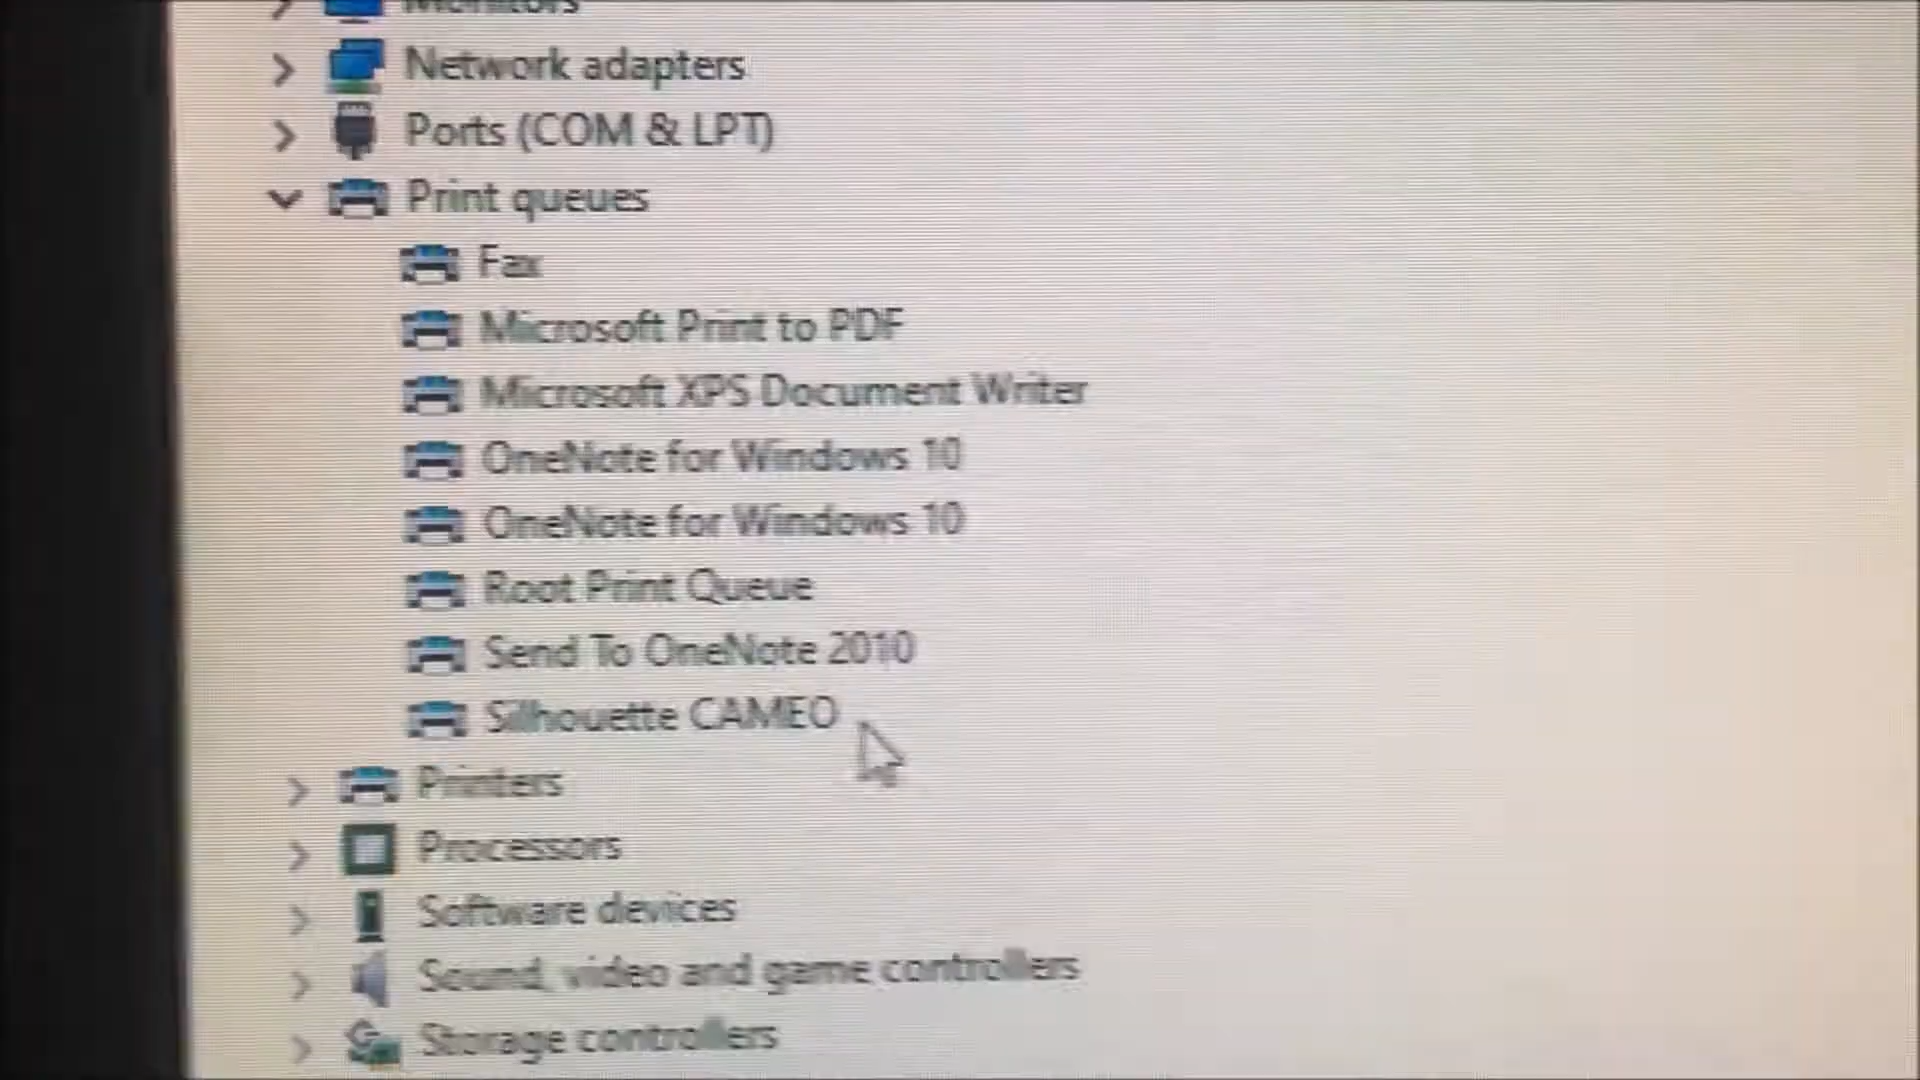 Monitors
Network adapters
Ports (COM & LPT)
Print queues
Fax
Microsoft Print to PDF
Microsoft XPS Document Writer
OneNote for Windows 10
OneNote for Windows 10
Root Print Queue
Send To OneNote 2010
Silhouette CAMEO
Printers
Processors
Software devices
Sound, video and game controllers
Storage controllers